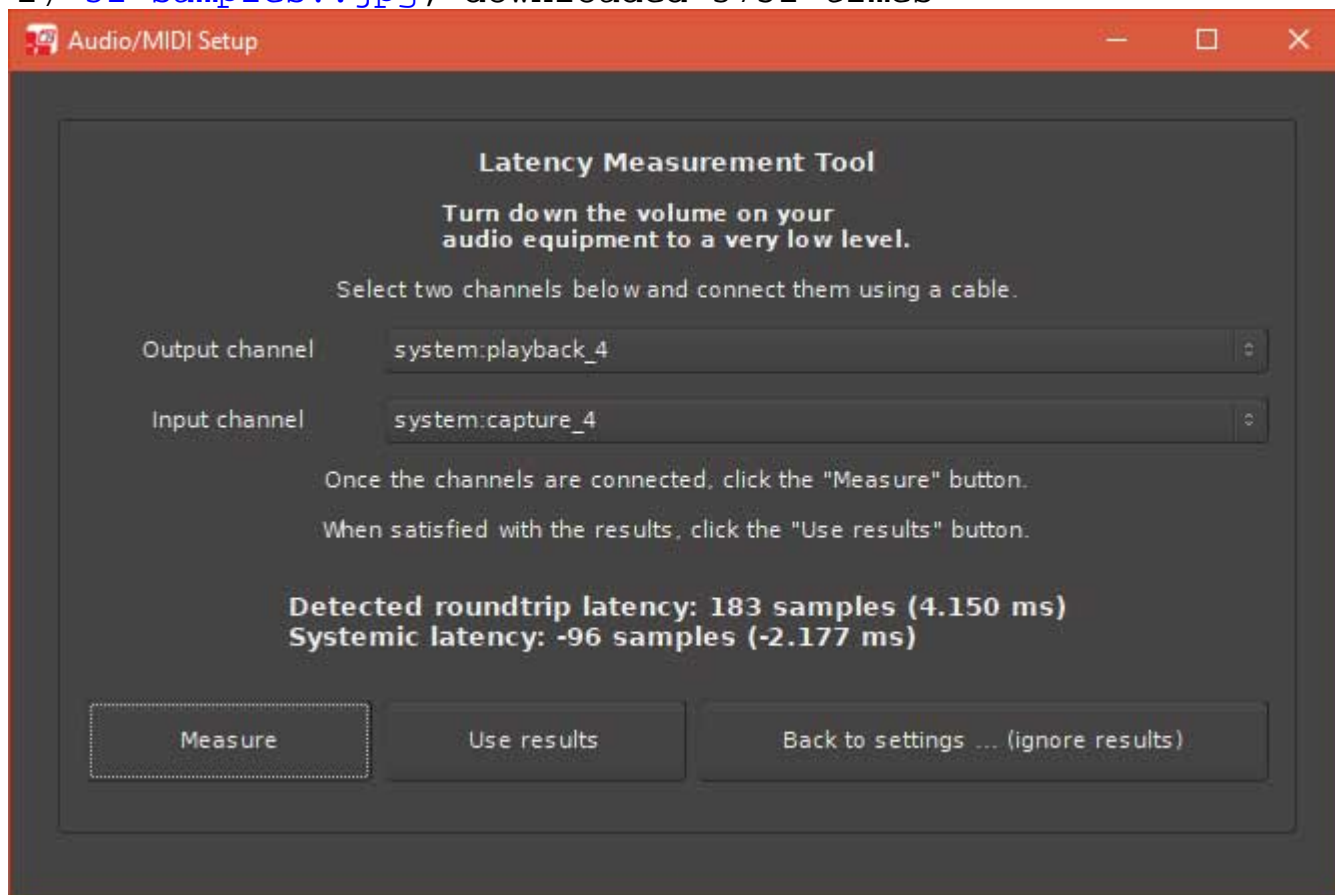 Audio/MIDI Setup
Latency Measurement Tool
Turn down the volume on your
audio equipment to a very low level.
Select two channels below and connect them using a cable.
Output channel system:playback_4
Input channel system:capture_4
Once the channels are connected, click the "Measure" button.
When satisfied with the results, click the "Use results" button.
Detected roundtrip latency: 183 samples (4.150 ms)
Systemic latency: -96 samples (-2.177 ms)
Measure Use results Back to settings ... (ignore results)